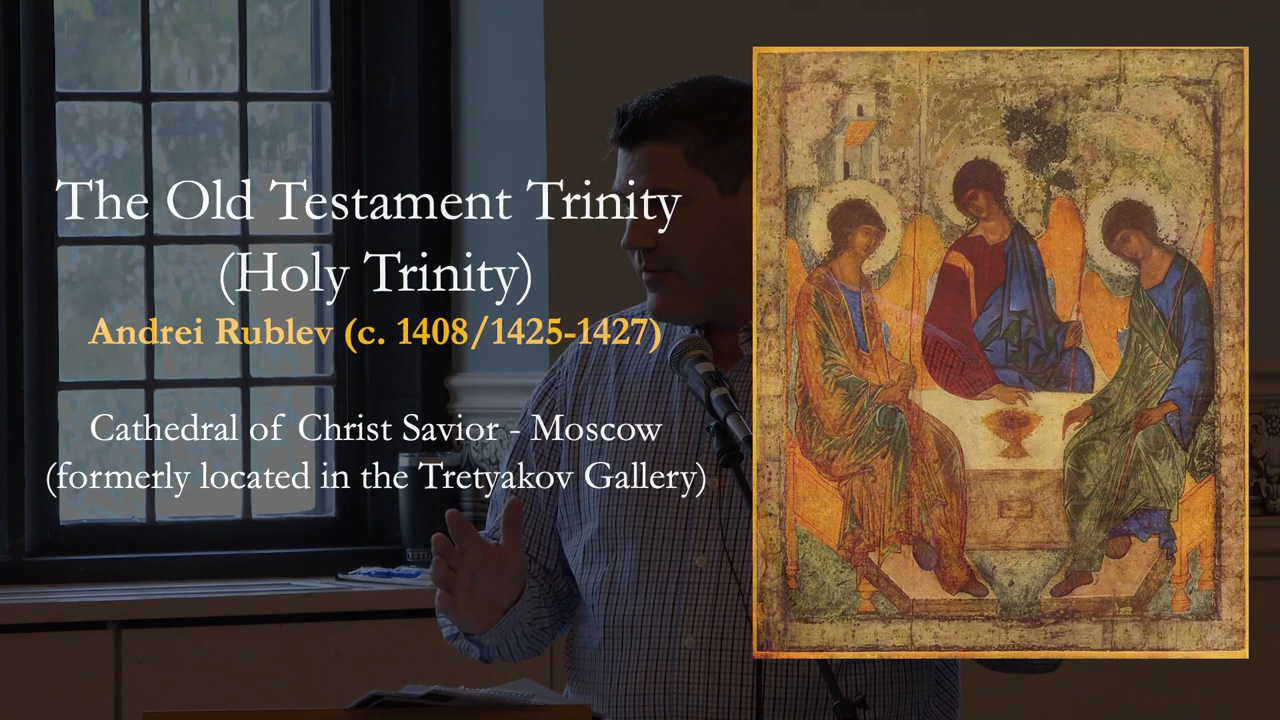 The Old Testament Trinity
(Holy Trinity)
Andrei Rublev (c. 1408/1425-1427)
Cathedral of Christ Savior - Moscow
(formerly located in the Tretyakov Gallery)
YETI